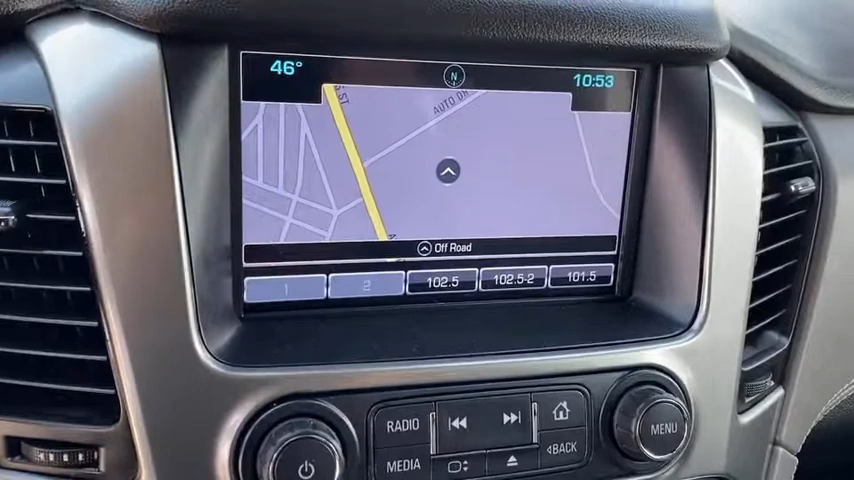 46°
N
10:53
S ST
AUTO DR
Off Road
1
2
102.5
102.5-2
101.5
RADIO
MEDIA
BACK
MENU